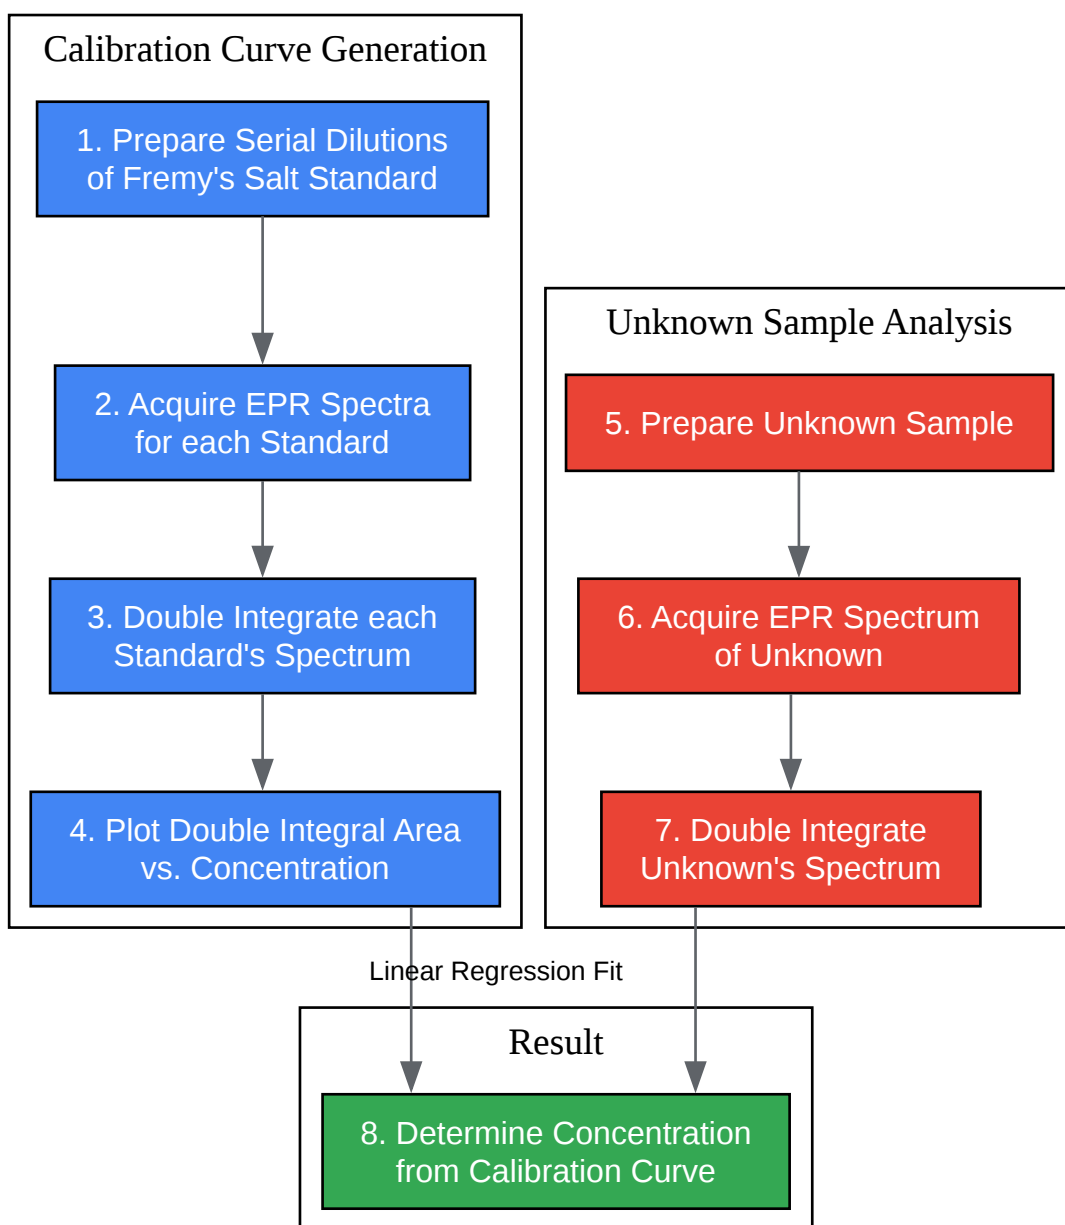 Calibration Curve Generation
1. Prepare Serial Dilutions
of Fremy's Salt Standard
2. Acquire EPR Spectra
for each Standard
3. Double Integrate each
Standard's Spectrum
4. Plot Double Integral Area
vs. Concentration
Unknown Sample Analysis
5. Prepare Unknown Sample
6. Acquire EPR Spectrum
of Unknown
7. Double Integrate
Unknown's Spectrum
Linear Regression Fit
Result
8. Determine Concentration
from Calibration Curve